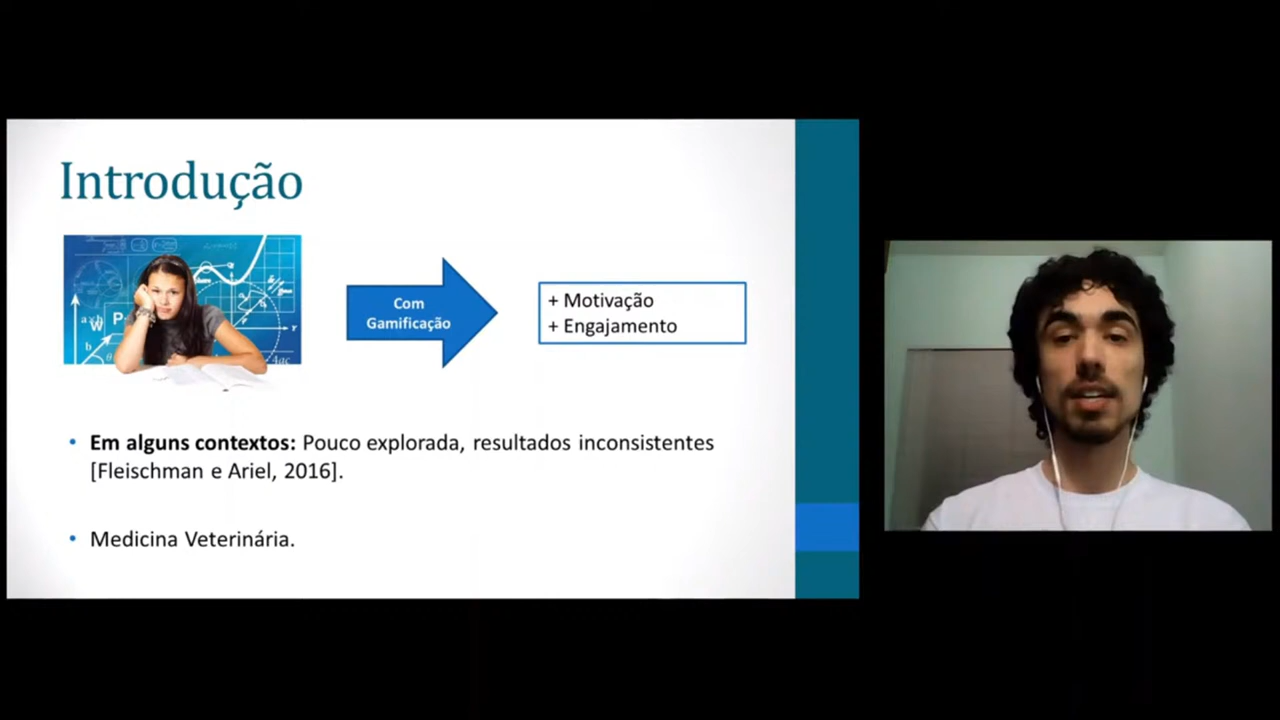 Introdução
Com
Gamificação
+ Motivação
+ Engajamento
• Em alguns contextos: Pouco explorada, resultados inconsistentes
[Fleischman e Ariel, 2016].
• Medicina Veterinária.